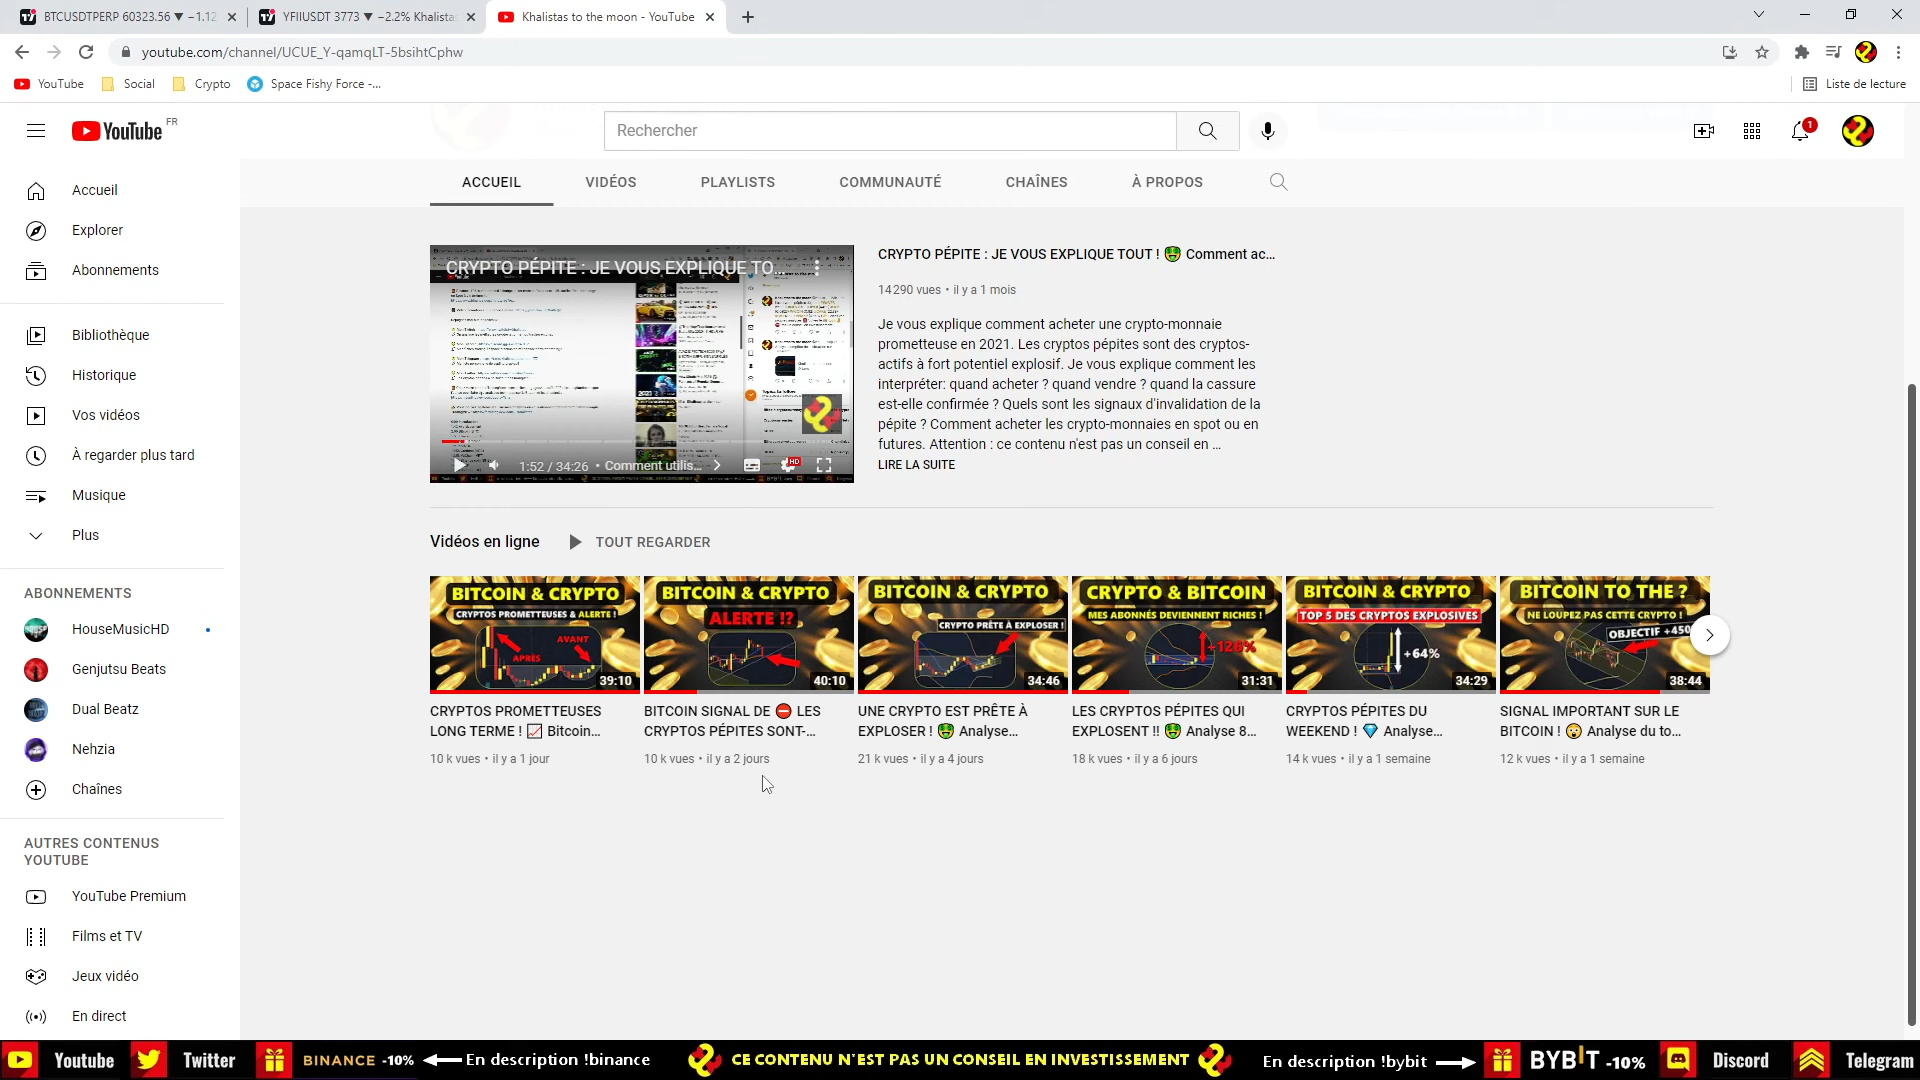 BTCUSDTPERP 60323.56 ▼ −1.12
YFIIUSDT 3773 ▼ −2.2% Khalista
Khalistas to the moon - YouTube
youtube.com/channel/UCUE_Y-qamqLT-5bsihtCphw
YouTube
Social
Crypto
Space Fishy Force -...
Liste de lecture
YouTube FR
Rechercher
1
ACCUEIL
VIDÉOS
PLAYLISTS
COMMUNAUTÉ
CHAÎNES
À PROPOS
Accueil
Explorer
Abonnements
Bibliothèque
Historique
Vos vidéos
À regarder plus tard
Musique
Plus
ABONNEMENTS
HouseMusicHD
Genjutsu Beats
Dual Beatz
Nehzia
Chaînes
AUTRES CONTENUS
YOUTUBE
YouTube Premium
Films et TV
Jeux vidéo
En direct
CRYPTO PÉPITE : JE VOUS EXPLIQUE TO...
1:52 / 34:26 • Comment utilis...
HD
CRYPTO PÉPITE : JE VOUS EXPLIQUE TOUT ! 🤑 Comment ac...
14 290 vues • il y a 1 mois
Je vous explique comment acheter une crypto-monnaie
prometteuse en 2021. Les cryptos pépites sont des cryptos-
actifs à fort potentiel explosif. Je vous explique comment les
interpréter: quand acheter ? quand vendre ? quand la cassure
est-elle confirmée ? Quels sont les signaux d'invalidation de la
pépite ? Comment acheter les crypto-monnaies en spot ou en
futures. Attention : ce contenu n'est pas un conseil en ...
LIRE LA SUITE
Vidéos en ligne
TOUT REGARDER
BITCOIN & CRYPTO
CRYPTOS PROMETTEUSES & ALERTE !
AVANT
APRÈS
39:10
CRYPTOS PROMETTEUSES
LONG TERME ! 📈 Bitcoin...
10 k vues • il y a 1 jour
BITCOIN & CRYPTO
ALERTE !?
40:10
BITCOIN SIGNAL DE ⛔ LES
CRYPTOS PÉPITES SONT-...
10 k vues • il y a 2 jours
BITCOIN & CRYPTO
CRYPTO PRÊTE À EXPLOSER !
34:46
UNE CRYPTO EST PRÊTE À
EXPLOSER ! 🤑 Analyse...
21 k vues • il y a 4 jours
CRYPTO & BITCOIN
MES ABONNÉS DEVIENNENT RICHES !
+126%
31:31
LES CRYPTOS PÉPITES QUI
EXPLOSENT !! 🤑 Analyse 8...
18 k vues • il y a 6 jours
BITCOIN & CRYPTO
TOP 5 DES CRYPTOS EXPLOSIVES
+64%
34:29
CRYPTOS PÉPITES DU
WEEKEND ! 💎 Analyse...
14 k vues • il y a 1 semaine
BITCOIN TO THE ?
NE LOUPEZ PAS CETTE CRYPTO !
OBJECTIF +450
38:44
SIGNAL IMPORTANT SUR LE
BITCOIN ! 😮 Analyse du to...
12 k vues • il y a 1 semaine
Youtube
Twitter
BINANCE -10%
En description !binance
CE CONTENU N'EST PAS UN CONSEIL EN INVESTISSEMENT
En description !bybit
BYBIT -10%
Discord
Telegram